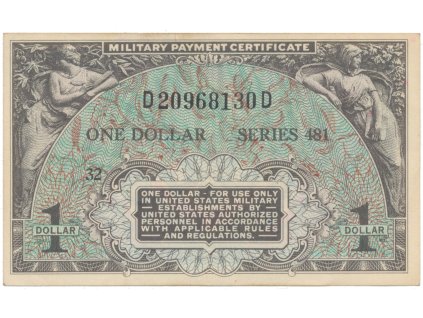 MILITARY PAYMENT CERTIFICATE
D20968130D
ONE DOLLAR SERIES 481
32
ONE DOLLAR - FOR USE ONLY
IN UNITED STATES MILITARY
ESTABLISHMENTS BY
UNITED STATES AUTHORIZED
PERSONNEL IN ACCORDANCE
WITH APPLICABLE RULES
AND REGULATIONS.
1 DOLLAR
1 DOLLAR